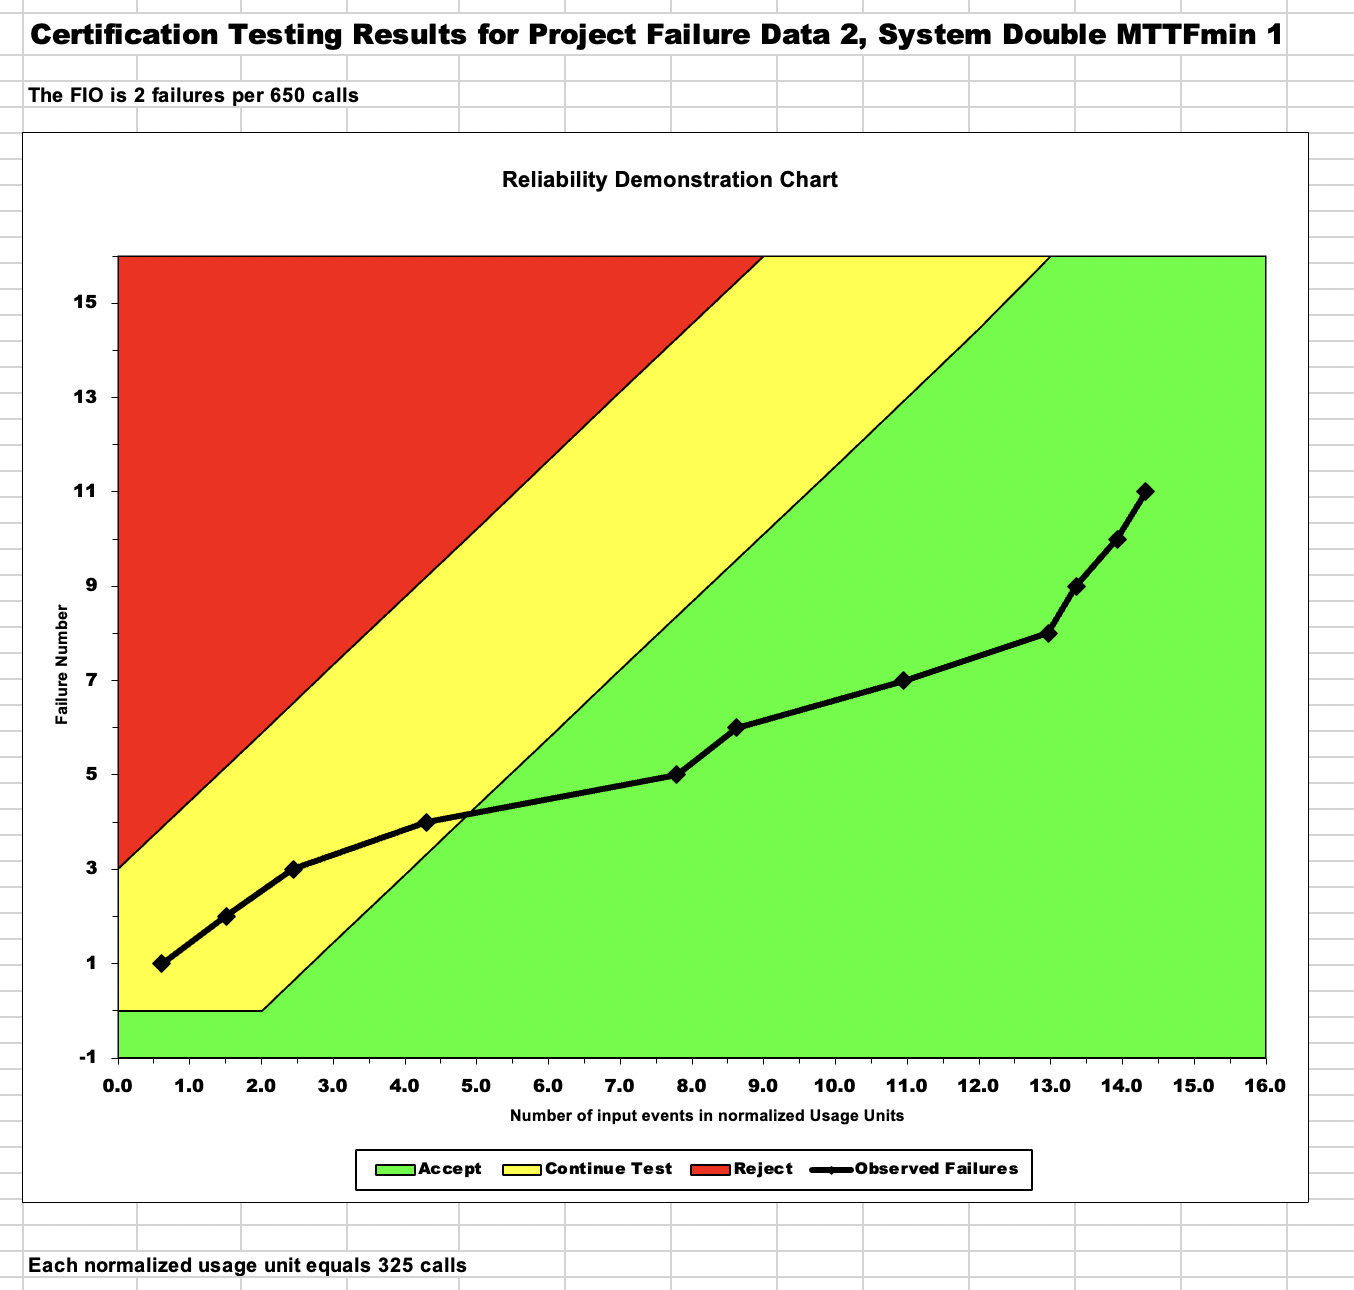 Certification Testing Results for Project Failure Data 2, System Double MTTFmin 1
The FIO is 2 failures per 650 calls
Reliability Demonstration Chart
15
13
11
9
7
5
3
1
-1
Failure Number
0.0 1.0 2.0 3.0 4.0 5.0 6.0 7.0 8.0 9.0 10.0 11.0 12.0 13.0 14.0 15.0 16.0
Number of input events in normalized Usage Units
Accept Continue Test Reject Observed Failures
Each normalized usage unit equals 325 calls